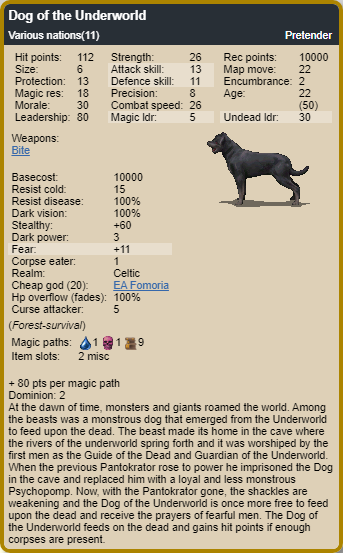 Dog of the Underworld
Various nations(11) Pretender
Hit points: 112 Strength: 26 Rec points: 10000
Size: 6 Attack skill: 13 Map move: 22
Protection: 13 Defence skill: 11 Encumbrance: 2
Magic res: 18 Precision: 8 Age: 22
Morale: 30 Combat speed: 26 (50)
Leadership: 80 Magic ldr: 5 Undead ldr: 30
Weapons:
Bite
Basecost: 10000
Resist cold: 15
Resist disease: 100%
Dark vision: 100%
Stealthy: +60
Dark power: 3
Fear: +11
Corpse eater: 1
Realm: Celtic
Cheap god (20): EA Fomoria
Hp overflow (fades): 100%
Curse attacker: 5
(Forest-survival)
Magic paths: 1 1 9
Item slots: 2 misc
+ 80 pts per magic path
Dominion: 2
At the dawn of time, monsters and giants roamed the world. Among
the beasts was a monstrous dog that emerged from the Underworld
to feed upon the dead. The beast made its home in the cave where
the rivers of the underworld spring forth and it was worshiped by the
first men as the Guide of the Dead and Guardian of the Underworld.
When the previous Pantokrator rose to power he imprisoned the Dog
in the cave and replaced him with a loyal and less monstrous
Psychopomp. Now, with the Pantokrator gone, the shackles are
weakening and the Dog of the Underworld is once more free to feed
upon the dead and receive the prayers of fearful men. The Dog of
the Underworld feeds on the dead and gains hit points if enough
corpses are present.